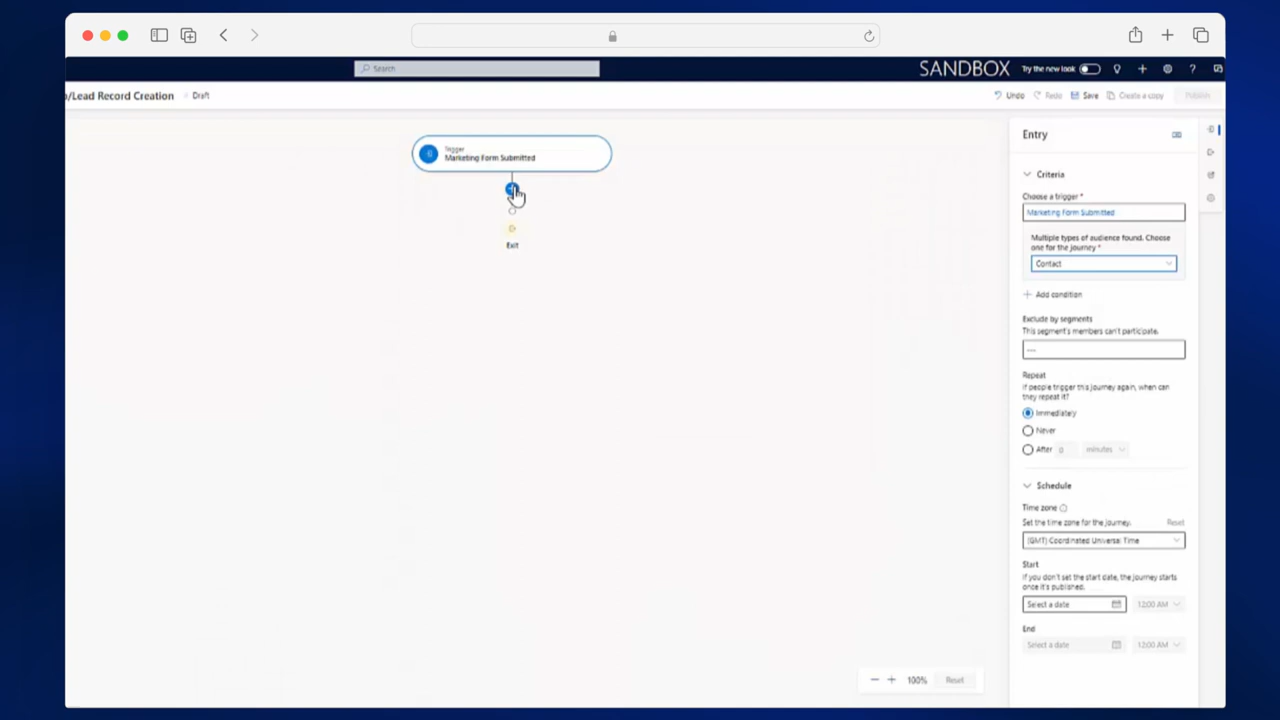 Search
SANDBOX
Try the new look
o/Lead Record Creation
Draft
Undo
Redo
Save
Create a copy
Publish
Trigger
Marketing Form Submitted
Exit
Entry
Criteria
Choose a trigger *
Marketing Form Submitted
Multiple types of audience found. Choose
one for the journey *
Contact
Add condition
Exclude by segments
This segment's members can't participate.
---
Repeat
If people trigger this journey again, when can
they repeat it?
Immediately
Never
After 0 minutes
Schedule
Time zone
Set the time zone for the journey. Reset
(GMT) Coordinated Universal Time
Start
If you don't set the start date, the journey starts
once it's published.
Select a date 12:00 AM
End
Select a date 12:00 AM
100% Reset